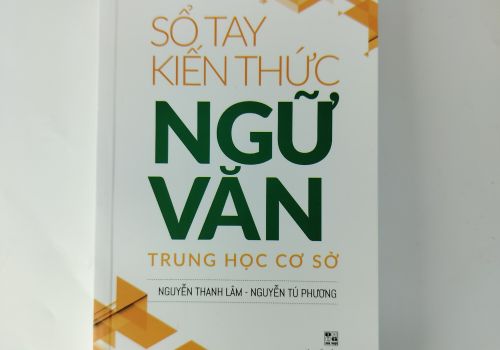 SỔ TAY
KIẾN THỨC
NGỮ
VĂN
TRUNG HỌC CƠ SỞ
NGUYỄN THANH LÂM - NGUYỄN TÚ PHƯƠNG